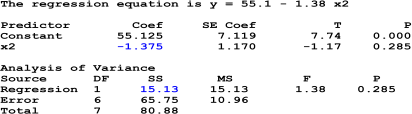 The regression equation is y = 55.1 - 1.38 x2
Predictor Coef SE Coef T P
Constant 55.125 7.119 7.74 0.000
x2 -1.375 1.170 -1.17 0.285
Analysis of Variance
Source DF SS MS F P
Regression 1 15.13 15.13 1.38 0.285
Error 6 65.75 10.96
Total 7 80.88